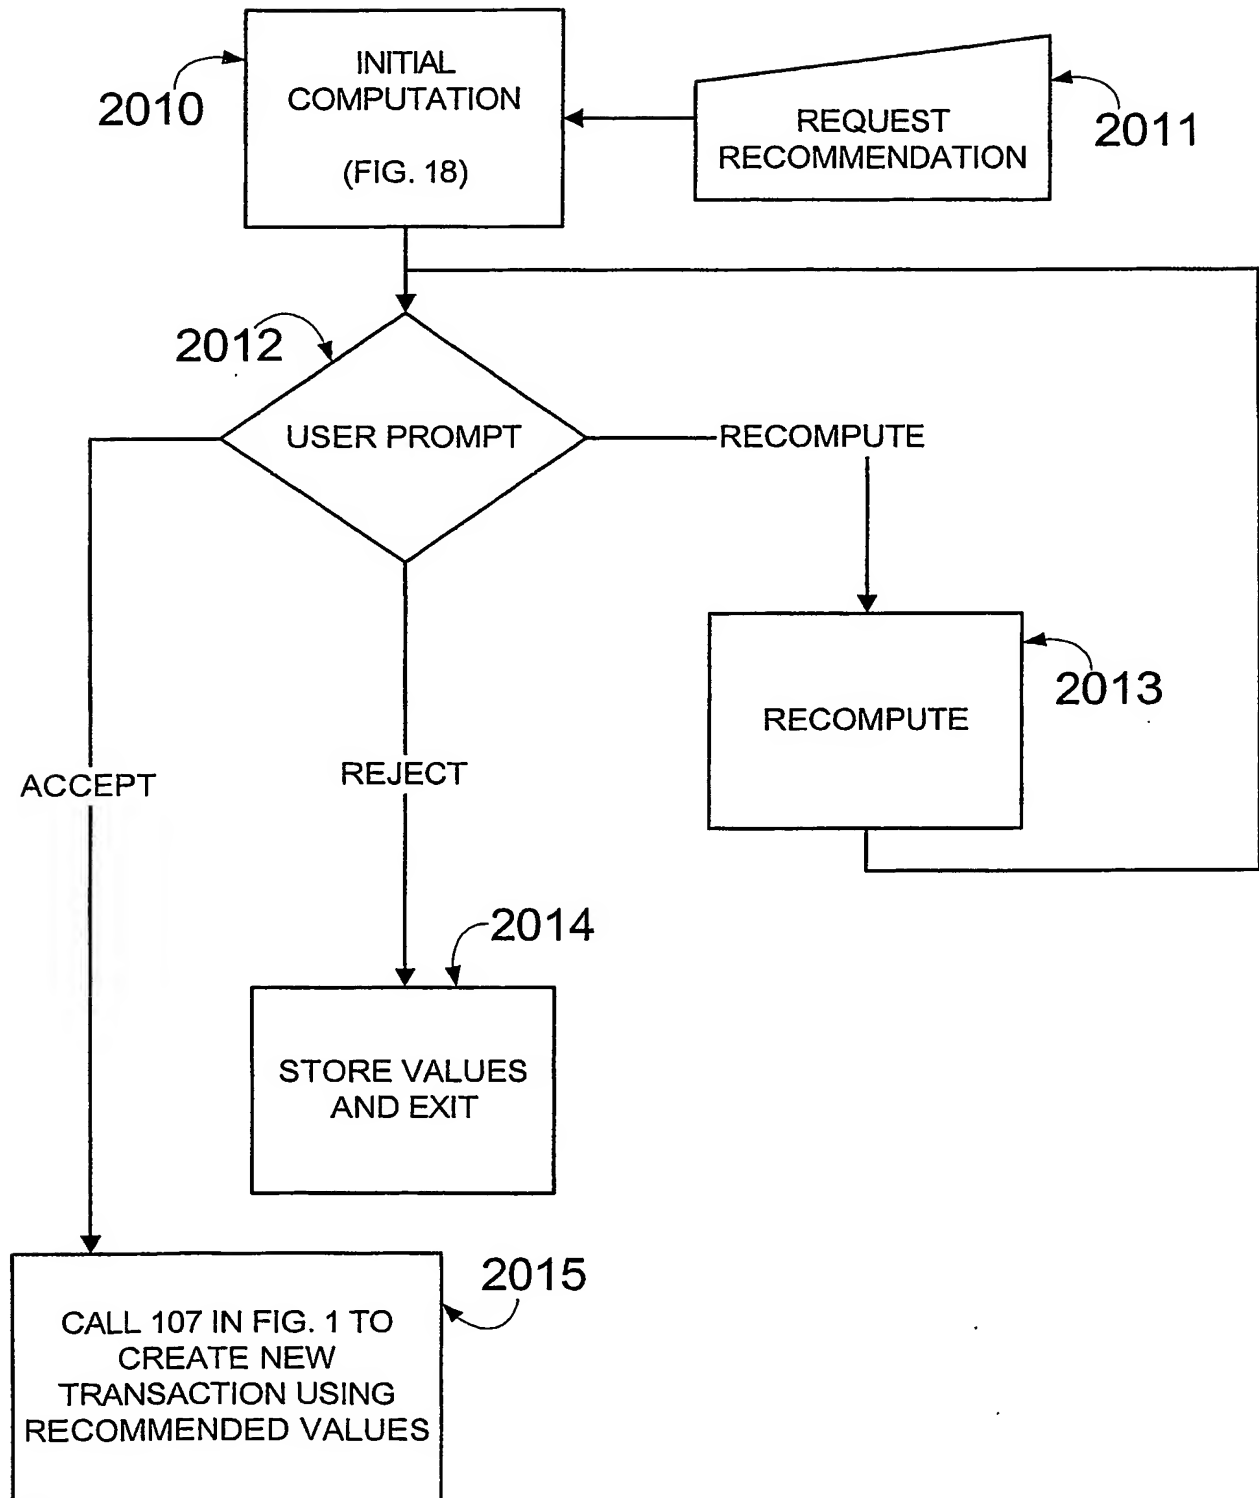 INITIAL
COMPUTATION
(FIG. 18)
2010
REQUEST
RECOMMENDATION
2011
2012
USER PROMPT
RECOMPUTE
RECOMPUTE
2013
ACCEPT
REJECT
2014
STORE VALUES
AND EXIT
2015
CALL 107 IN FIG. 1 TO
CREATE NEW
TRANSACTION USING
RECOMMENDED VALUES